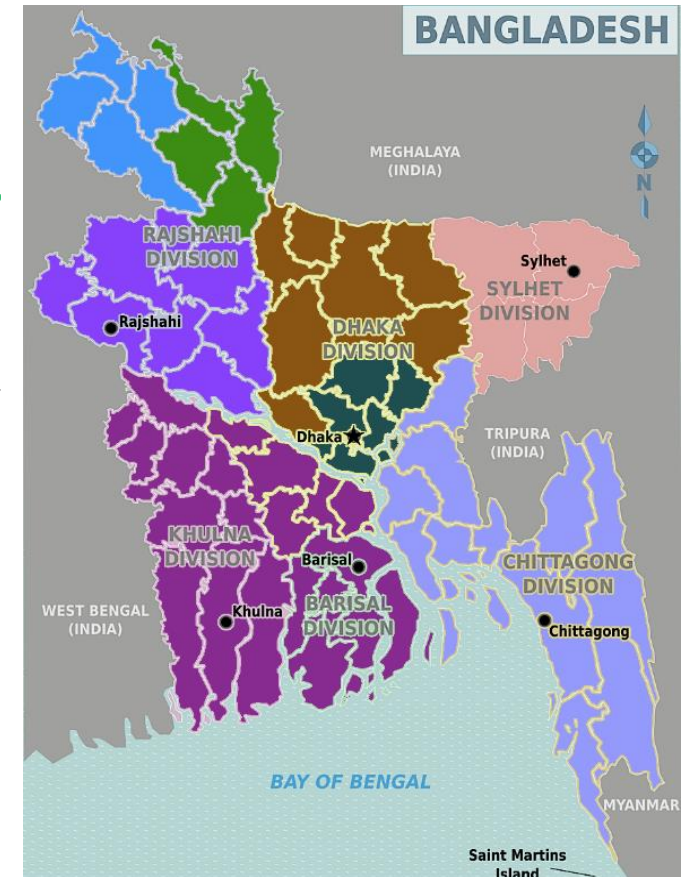 BANGLADESH
MEGHALAYA
(INDIA)
N
RAJSHAHI
DIVISION
Sylhet
SYLHET
DIVISION
Rajshahi
DHAKA
DIVISION
Dhaka
TRIPURA
(INDIA)
KHULNA
DIVISION
Barisal
CHITTAGONG
DIVISION
WEST BENGAL
(INDIA)
Khulna
BARISAL
DIVISION
Chittagong
BAY OF BENGAL
MYANMAR
Saint Martins
Island